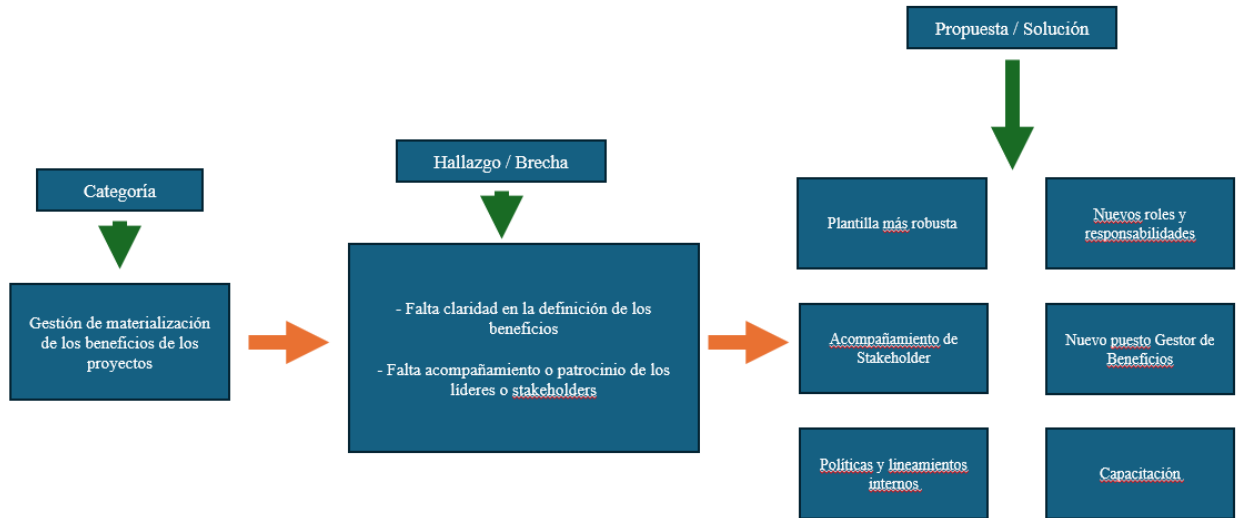 Propuesta / Solución
Hallazgo / Brecha
Categoría
Gestión de materialización
de los beneficios de los
proyectos
- Falta claridad en la definición de los
beneficios
- Falta acompañamiento o patrocinio de los
líderes o stakeholders
Plantilla más robusta
Nuevos roles y
responsabilidades
Acompañamiento de
Stakeholder
Nuevo puesto Gestor de
Beneficios
Políticas y lineamientos
internos
Capacitación